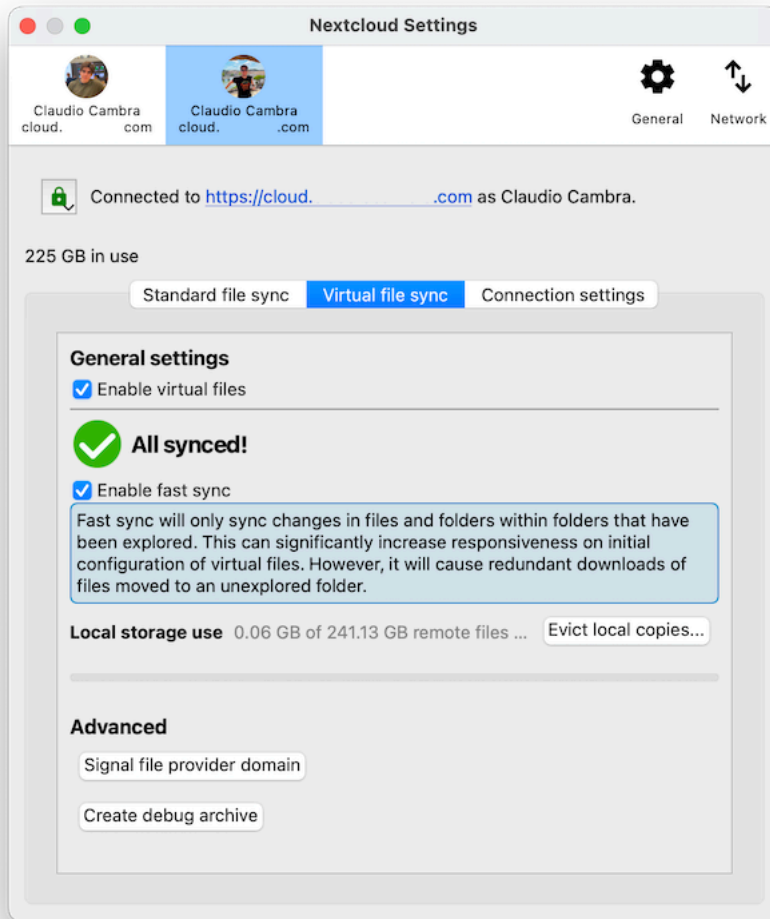 Nextcloud Settings
Claudio Cambra
cloud. com
Claudio Cambra
cloud. .com
General
Network
Connected to https://cloud. .com as Claudio Cambra.
225 GB in use
Standard file sync
Virtual file sync
Connection settings
General settings
Enable virtual files
All synced!
Enable fast sync
Fast sync will only sync changes in files and folders within folders that have
been explored. This can significantly increase responsiveness on initial
configuration of virtual files. However, it will cause redundant downloads of
files moved to an unexplored folder.
Local storage use 0.06 GB of 241.13 GB remote files ... Evict local copies...
Advanced
Signal file provider domain
Create debug archive